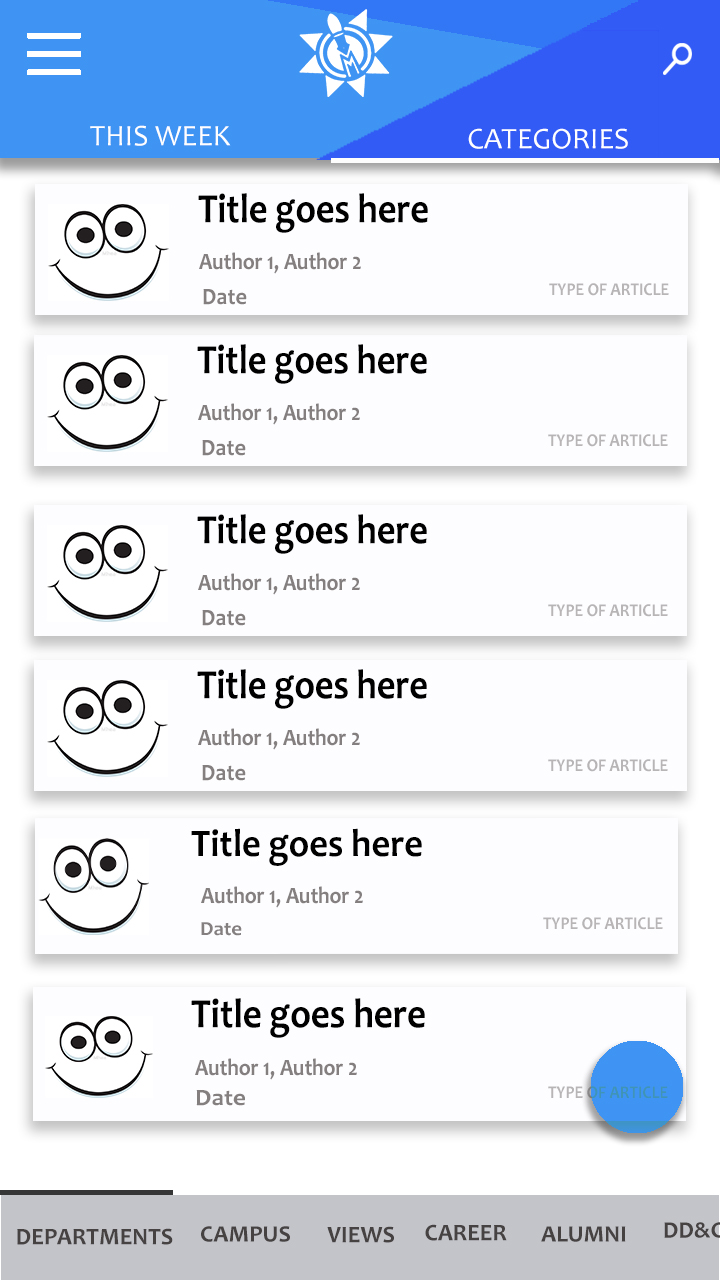 THIS WEEK
CATEGORIES
Title goes here
Author 1, Author 2
Date
TYPE OF ARTICLE
Title goes here
Author 1, Author 2
Date
TYPE OF ARTICLE
Title goes here
Author 1, Author 2
Date
TYPE OF ARTICLE
Title goes here
Author 1, Author 2
Date
TYPE OF ARTICLE
Title goes here
Author 1, Author 2
Date
TYPE OF ARTICLE
Title goes here
Author 1, Author 2
Date
TYPE OF ARTICLE
DEPARTMENTS CAMPUS VIEWS CAREER ALUMNI DD&C